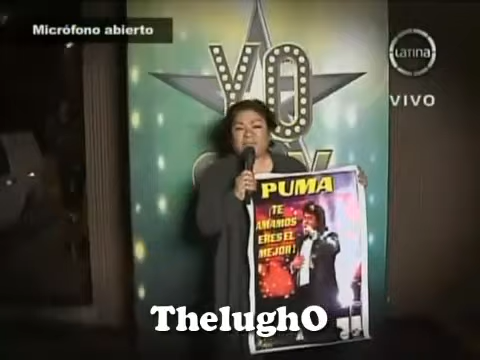 Micrófono abierto
LATINA
VIVO
YO
SOY
PUMA
¡TE
AMAMOS
ERES EL
MEJOR!
ThelughO